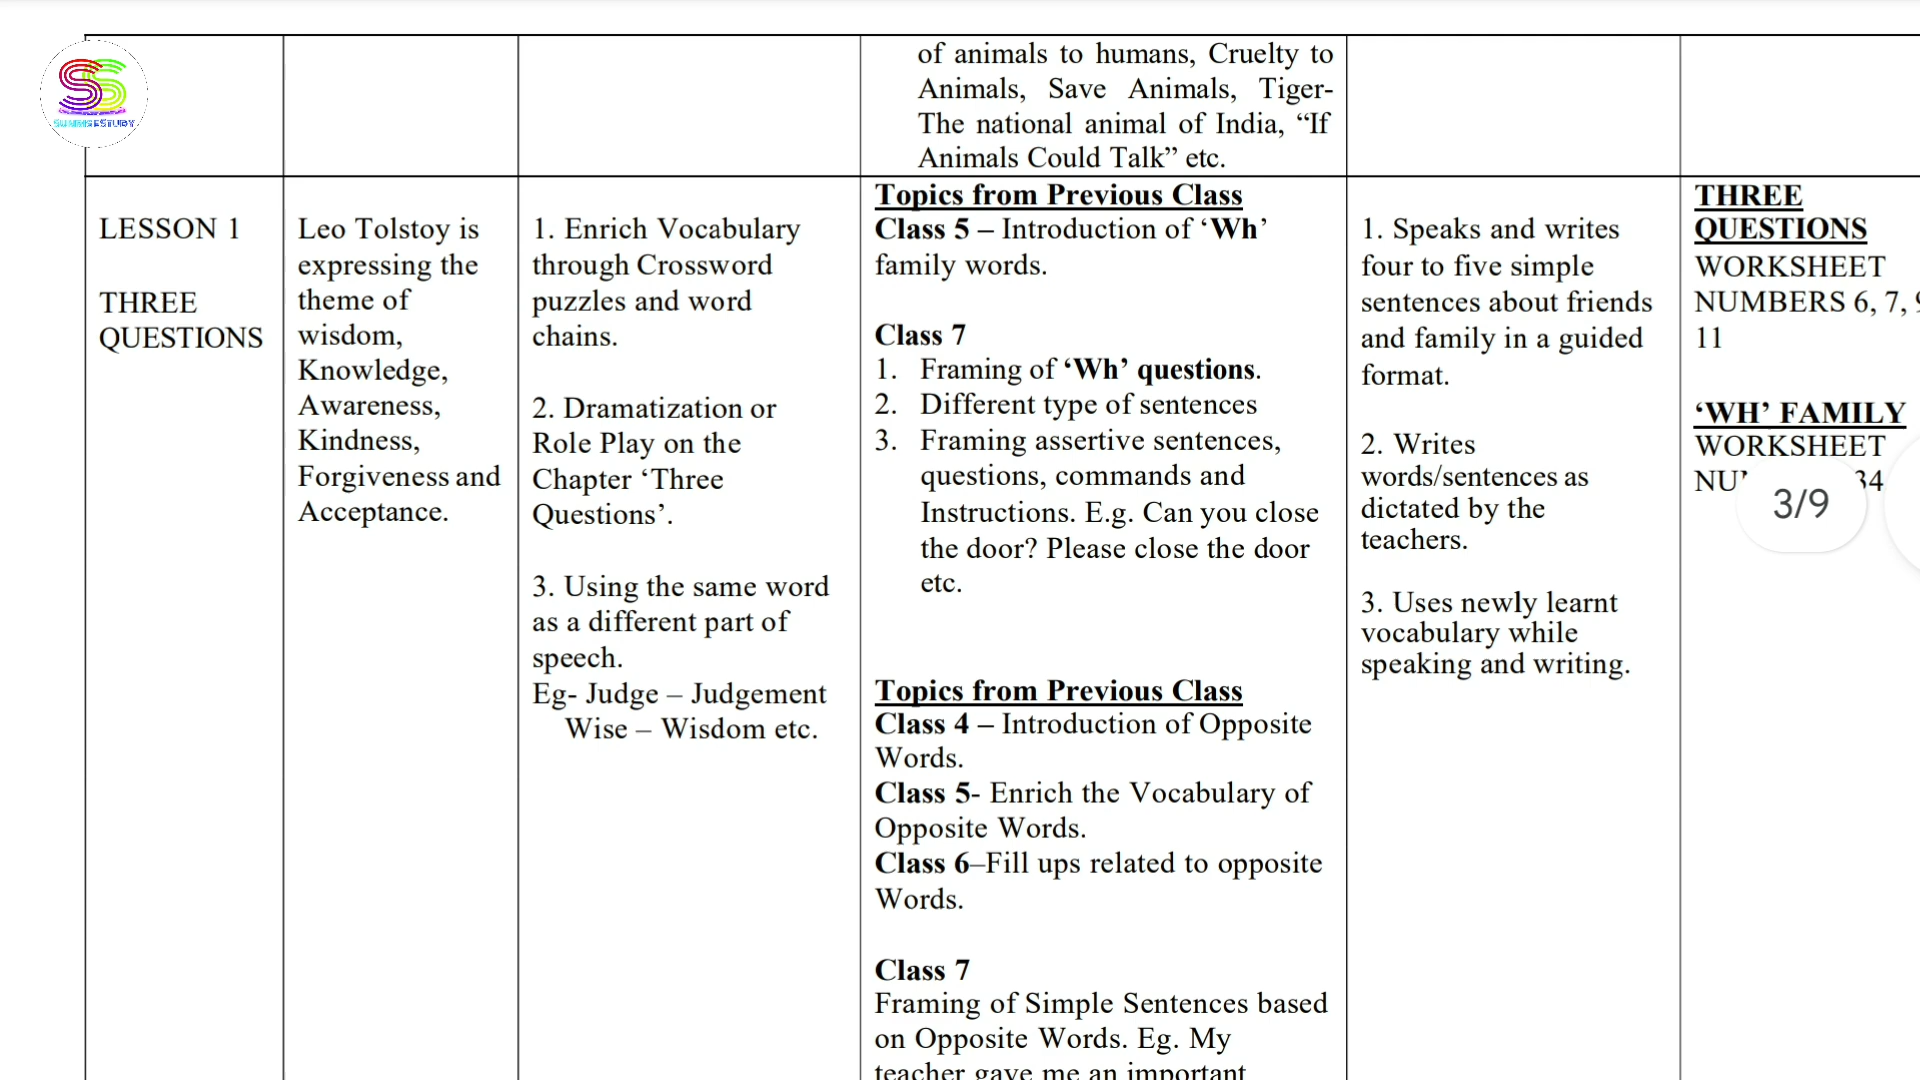 of animals to humans, Cruelty to
Animals, Save Animals, Tiger-
The national animal of India, “If
Animals Could Talk” etc.
SUNRISESTUDY
LESSON 1
THREE
QUESTIONS
Leo Tolstoy is
expressing the
theme of
wisdom,
Knowledge,
Awareness,
Kindness,
Forgiveness and
Acceptance.
1. Enrich Vocabulary
through Crossword
puzzles and word
chains.
2. Dramatization or
Role Play on the
Chapter ‘Three
Questions’.
3. Using the same word
as a different part of
speech.
Eg- Judge – Judgement
Wise – Wisdom etc.
Topics from Previous Class
Class 5 – Introduction of ‘Wh’
family words.
Class 7
1. Framing of ‘Wh’ questions.
2. Different type of sentences
3. Framing assertive sentences,
questions, commands and
Instructions. E.g. Can you close
the door? Please close the door
etc.
Topics from Previous Class
Class 4 – Introduction of Opposite
Words.
Class 5- Enrich the Vocabulary of
Opposite Words.
Class 6–Fill ups related to opposite
Words.
Class 7
Framing of Simple Sentences based
on Opposite Words. Eg. My
teacher gave me an important
1. Speaks and writes
four to five simple
sentences about friends
and family in a guided
format.
2. Writes
words/sentences as
dictated by the
teachers.
3. Uses newly learnt
vocabulary while
speaking and writing.
THREE
QUESTIONS
WORKSHEET
NUMBERS 6, 7,
11
‘WH’ FAMILY
WORKSHEET
3/9